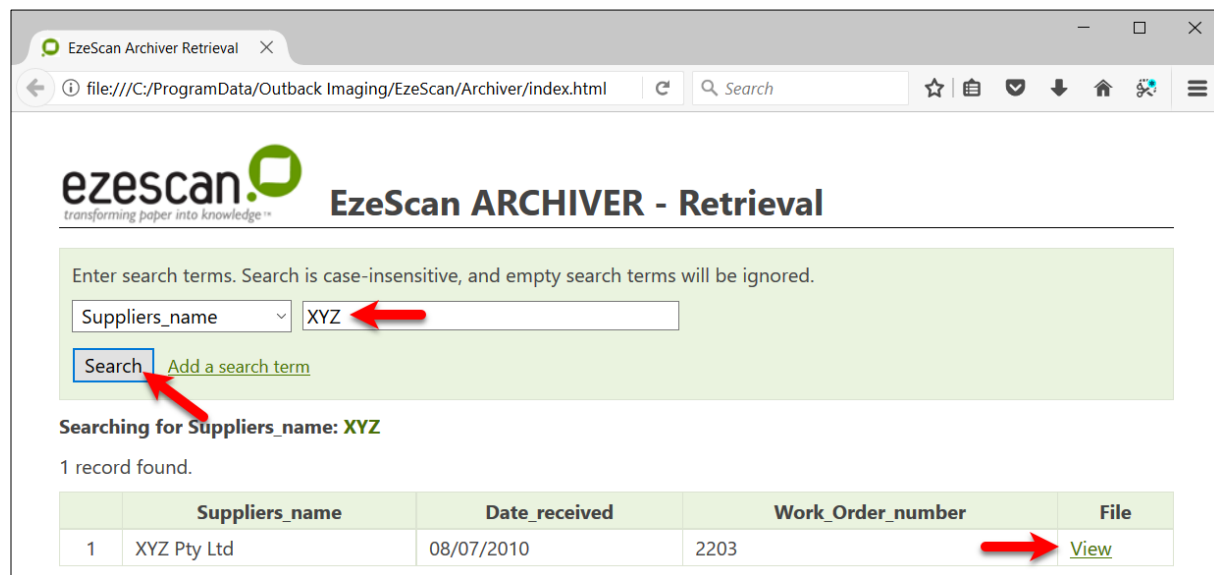 EzeScan Archiver Retrieval
file:///C:/ProgramData/Outback Imaging/EzeScan/Archiver/index.html Search
ezescan
transforming paper into knowledge™
EzeScan ARCHIVER - Retrieval
Enter search terms. Search is case-insensitive, and empty search terms will be ignored.
Suppliers_name XYZ
Search Add a search term
Searching for Suppliers_name: XYZ
1 record found.
Suppliers_name Date_received Work_Order_number File
1 XYZ Pty Ltd 08/07/2010 2203 View